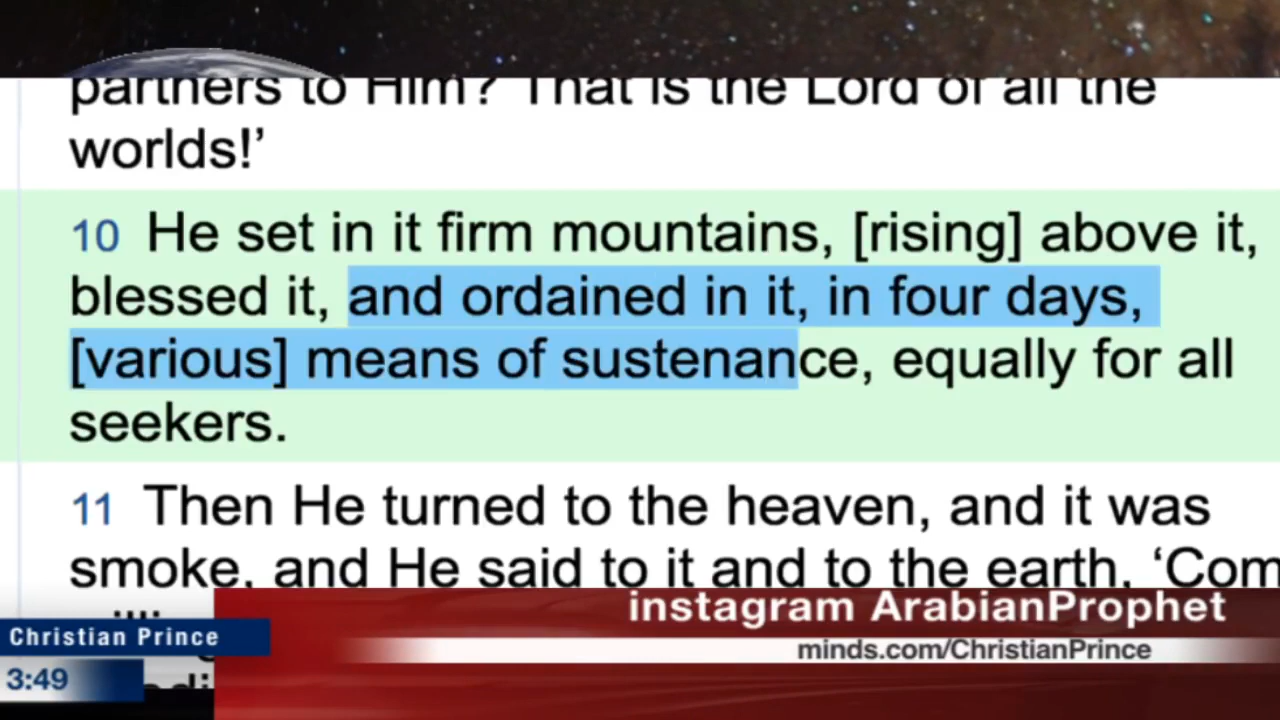 partners to Him? That is the Lord of all the
worlds!’
10 He set in it firm mountains, [rising] above it,
blessed it, and ordained in it, in four days,
[various] means of sustenance, equally for all
seekers.
11 Then He turned to the heaven, and it was
smoke, and He said to it and to the earth, ‘Com
instagram ArabianProphet
Christian Prince
minds.com/ChristianPrince
3:49